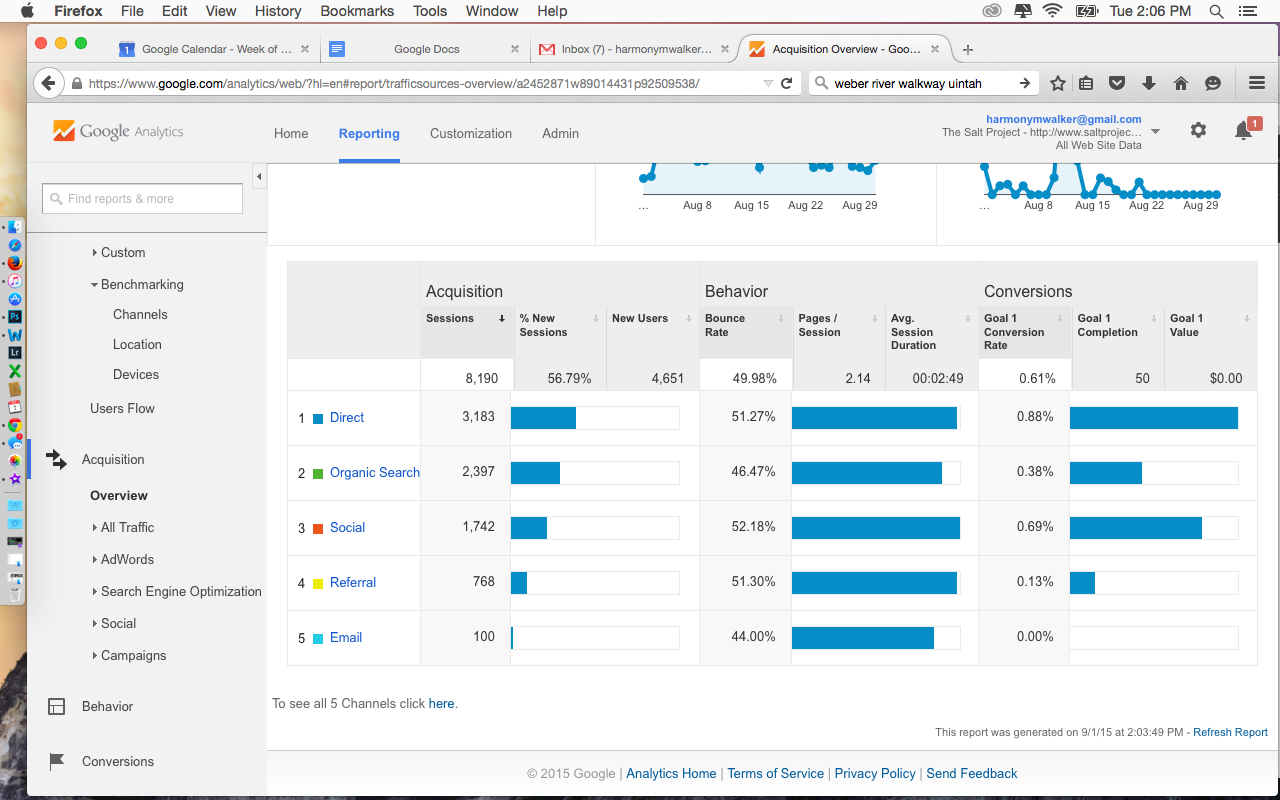 Firefox File Edit View History Bookmarks Tools Window Help Tue 2:06 PM
Google Calendar - Week of ... Google Docs Inbox (7) - harmonymwalker... Acquisition Overview - Goo...
https://www.google.com/analytics/web/?hl=en#report/trafficsources-overview/a2452871w89014431p92509538/ weber river walkway uintah
Google Analytics Home Reporting Customization Admin
harmonymwalker@gmail.com
The Salt Project - http://www.saltprojec...
All Web Site Data
1
Find reports & more
... Aug 8 Aug 15 Aug 22 Aug 29 ... Aug 8 Aug 15 Aug 22 Aug 29
Custom
Benchmarking
Channels
Location
Devices
Users Flow
Acquisition
Overview
All Traffic
AdWords
Search Engine Optimization
Social
Campaigns
Behavior
Conversions
Acquisition Behavior Conversions
Sessions % New Sessions New Users Bounce Rate Pages / Session Avg. Session Duration Goal 1 Conversion Rate Goal 1 Completion Goal 1 Value
8,190 56.79% 4,651 49.98% 2.14 00:02:49 0.61% 50 $0.00
1 Direct 3,183 51.27% 0.88%
2 Organic Search 2,397 46.47% 0.38%
3 Social 1,742 52.18% 0.69%
4 Referral 768 51.30% 0.13%
5 Email 100 44.00% 0.00%
To see all 5 Channels click here.
This report was generated on 9/1/15 at 2:03:49 PM - Refresh Report
© 2015 Google | Analytics Home | Terms of Service | Privacy Policy | Send Feedback